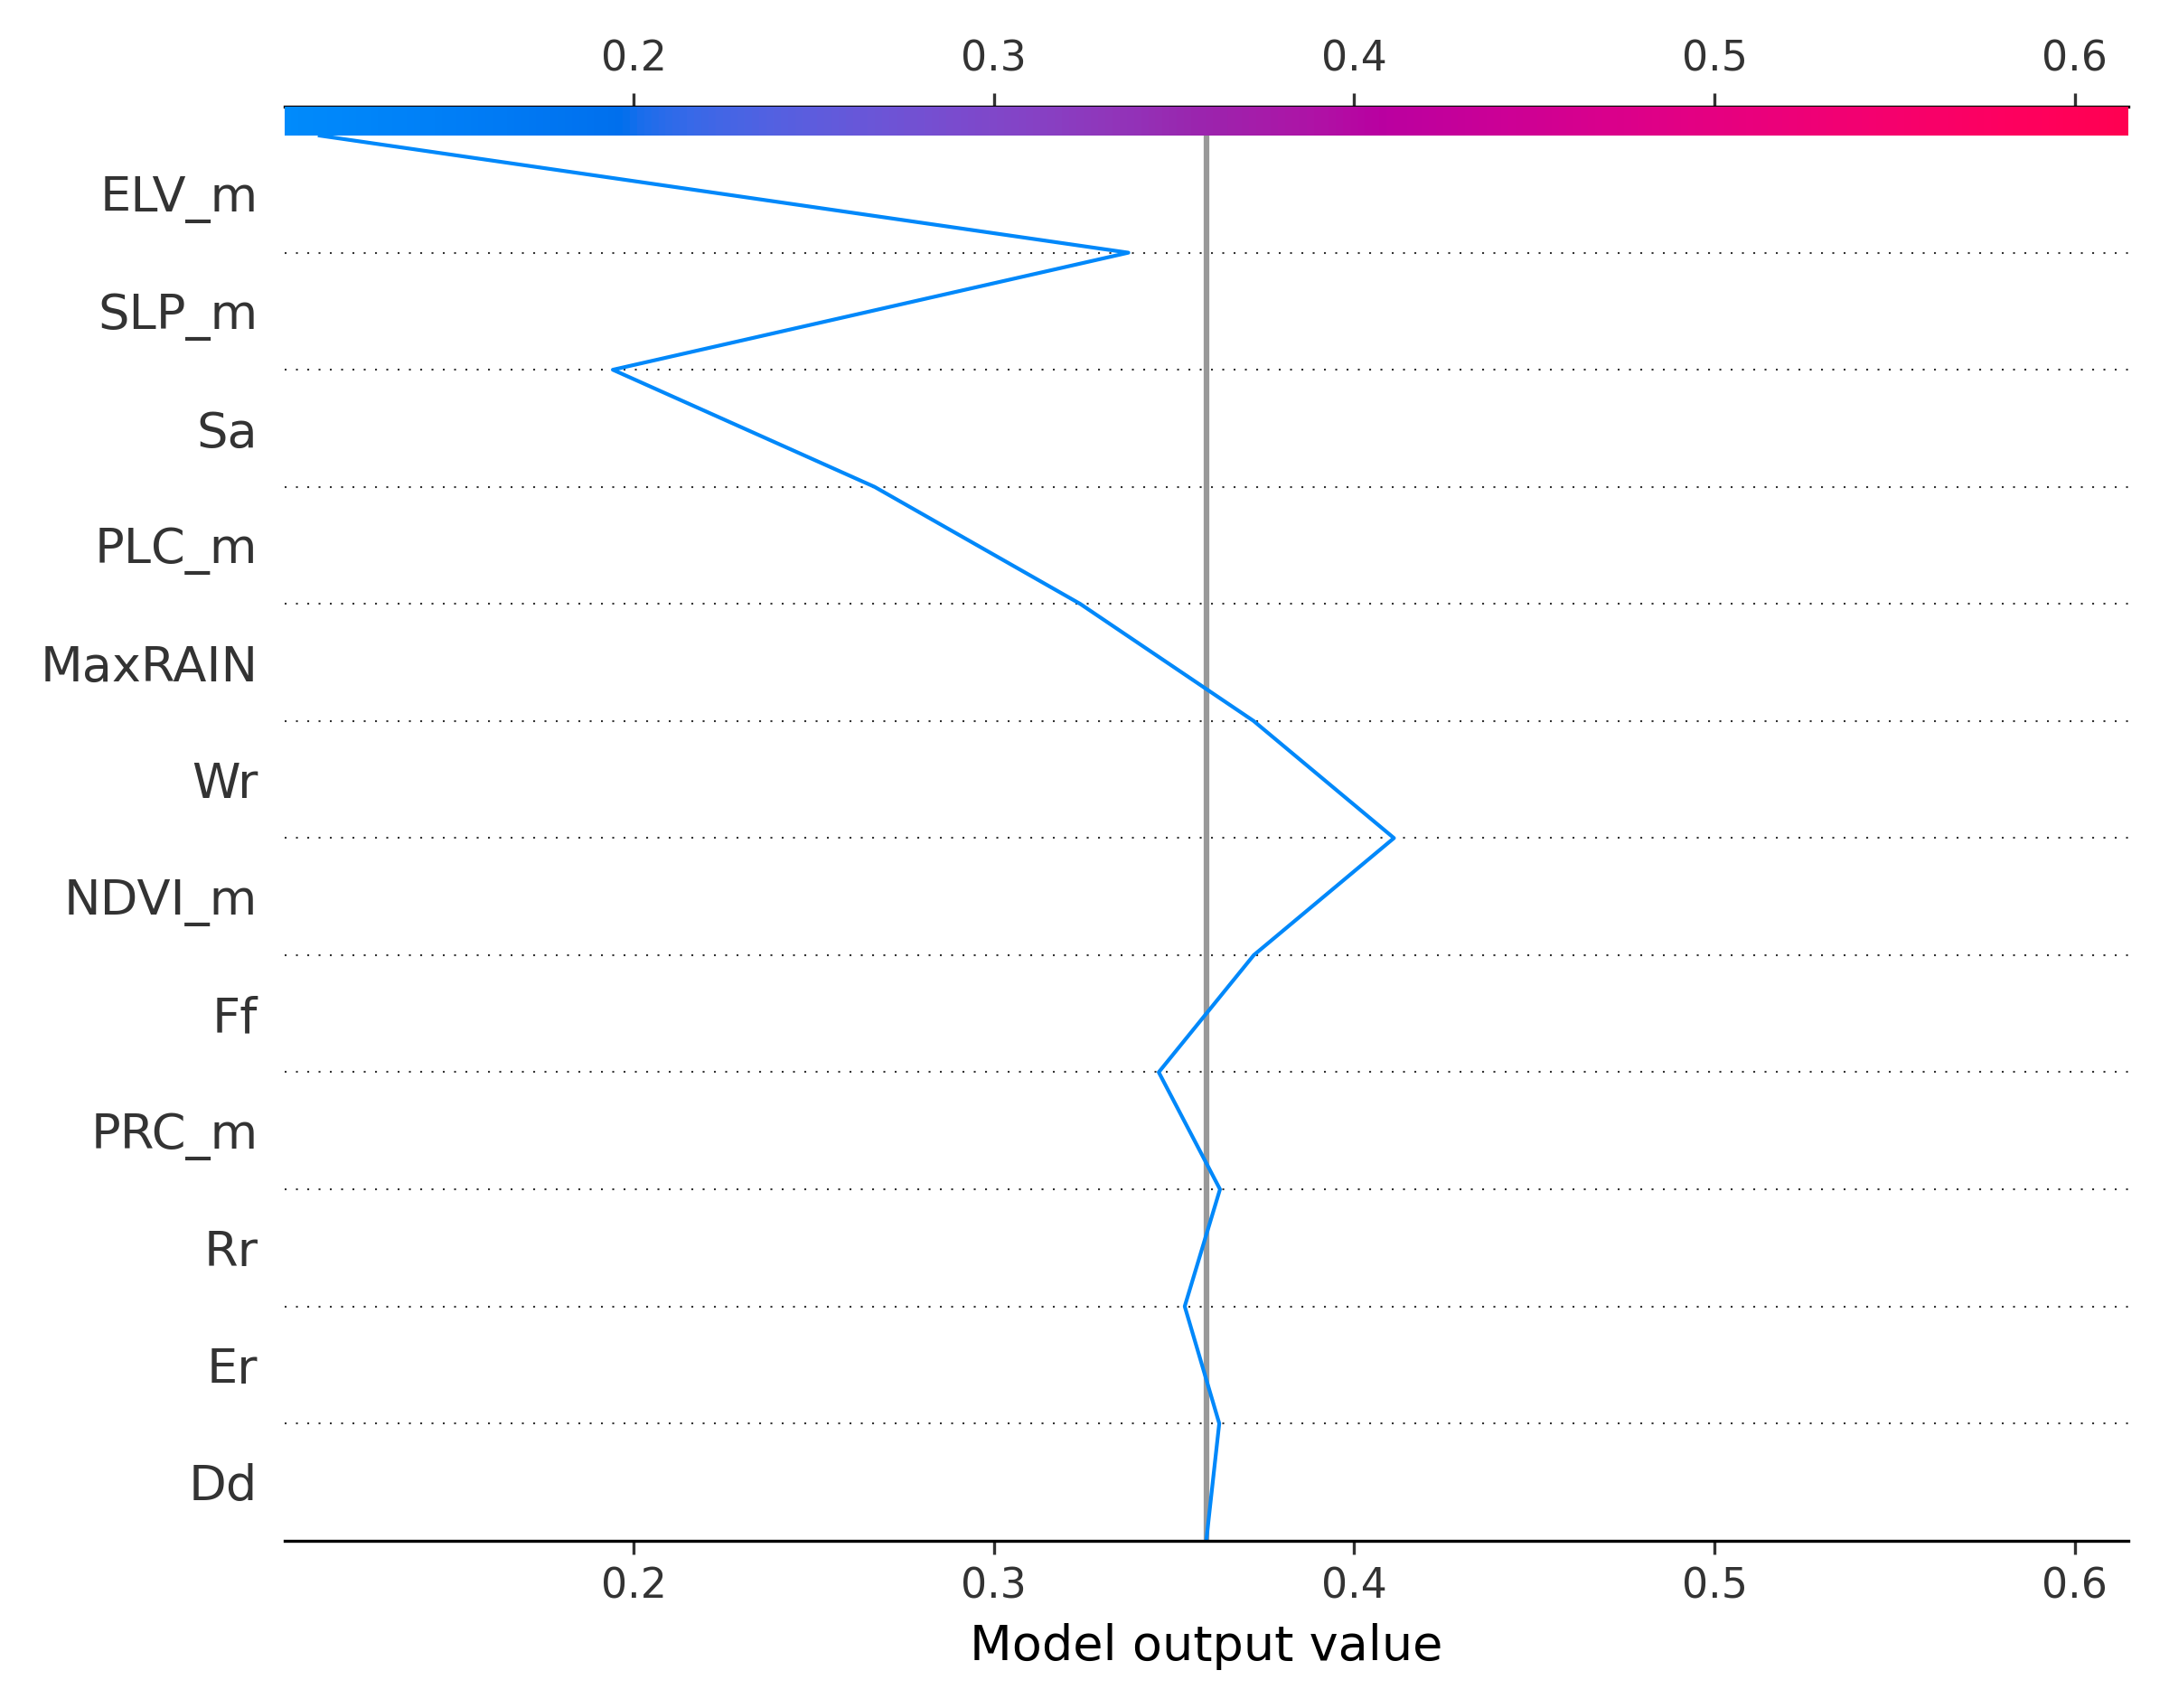 0.2 0.3 0.4 0.5 0.6
ELV_m
SLP_m
Sa
PLC_m
MaxRAIN
Wr
NDVI_m
Ff
PRC_m
Rr
Er
Dd
0.2 0.3 0.4 0.5 0.6
Model output value